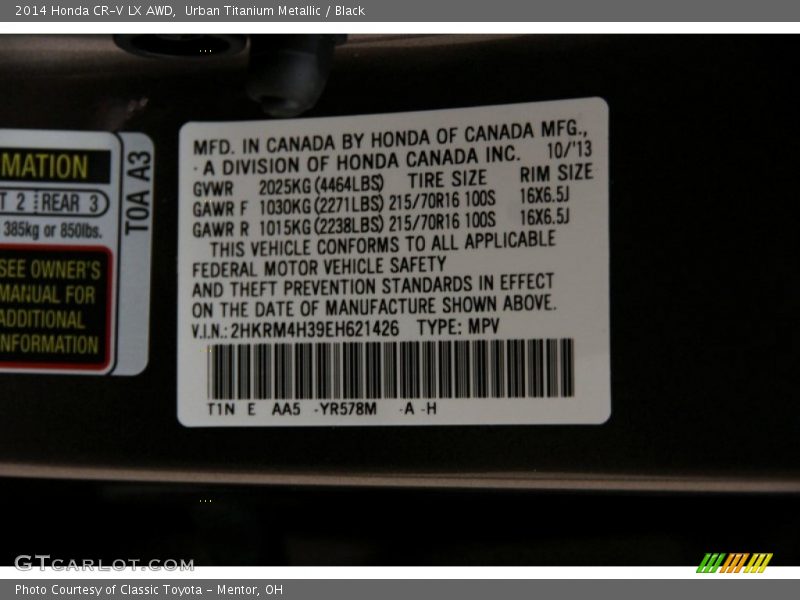 2014 Honda CR-V LX AWD,  Urban Titanium Metallic / Black
MATION
T 2 REAR 3
385kg or 850lbs.
SEE OWNER'S
MANUAL FOR
ADDITIONAL
INFORMATION
T0A A3
MFD. IN CANADA BY HONDA OF CANADA MFG.,
A DIVISION OF HONDA CANADA INC. 10/'13
GVWR 2025KG (4464LBS) TIRE SIZE RIM SIZE
GAWR F 1030KG (2271LBS) 215/70R16 100S 16X6.5J
GAWR R 1015KG (2238LBS) 215/70R16 100S 16X6.5J
THIS VEHICLE CONFORMS TO ALL APPLICABLE
FEDERAL MOTOR VEHICLE SAFETY
AND THEFT PREVENTION STANDARDS IN EFFECT
ON THE DATE OF MANUFACTURE SHOWN ABOVE.
V.I.N.: 2HKRM4H39EH621426 TYPE: MPV
T1N E AA5 -YR578M -A -H
GTCARLOT.COM
Photo Courtesy of Classic Toyota - Mentor, OH